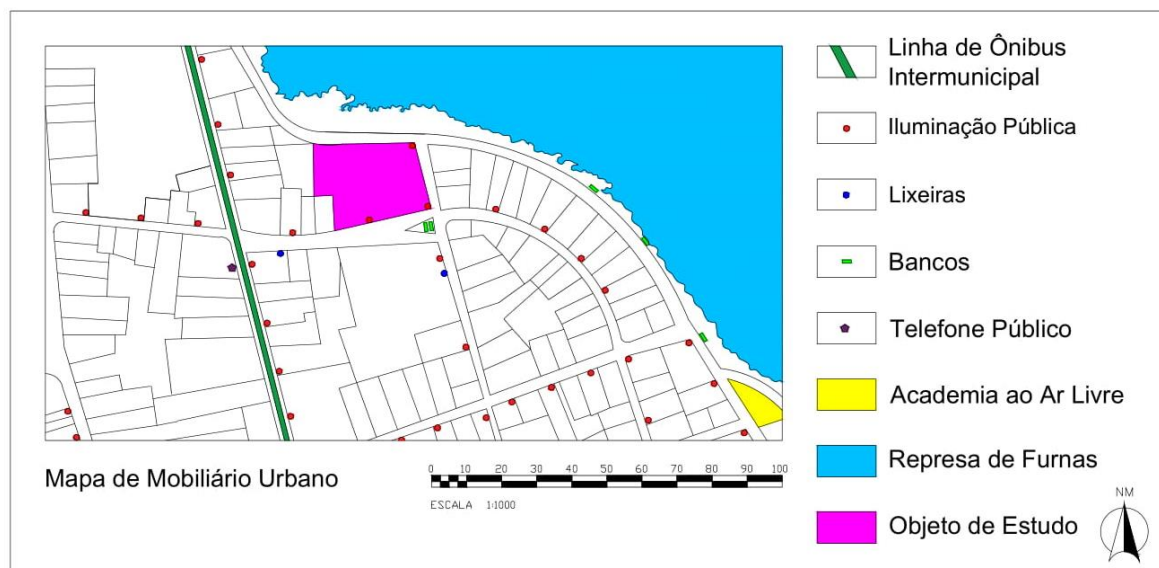 Linha de Ônibus
Intermunicipal
Iluminação Pública
Lixeiras
Bancos
Telefone Público
Academia ao Ar Livre
Represa de Furnas
Objeto de Estudo
Mapa de Mobiliário Urbano
0 10 20 30 40 50 60 70 80 90 100
ESCALA 1:1000
NM